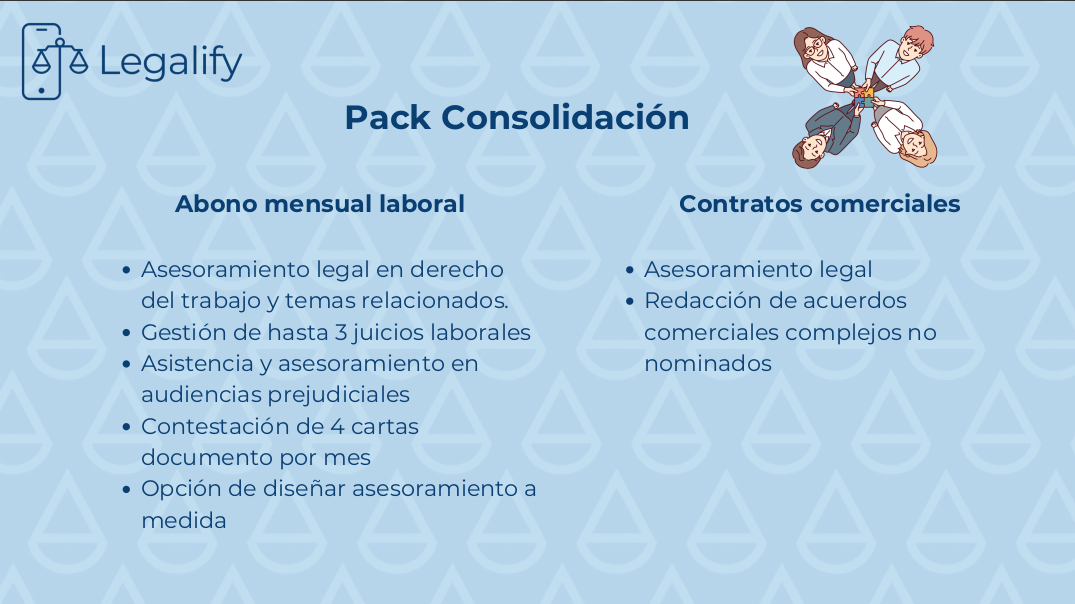 Legalify
Pack Consolidación
Abono mensual laboral
• Asesoramiento legal en derecho
del trabajo y temas relacionados.
• Gestión de hasta 3 juicios laborales
• Asistencia y asesoramiento en
audiencias prejudiciales
• Contestación de 4 cartas
documento por mes
• Opción de diseñar asesoramiento a
medida
Contratos comerciales
• Asesoramiento legal
• Redacción de acuerdos
comerciales complejos no
nominados